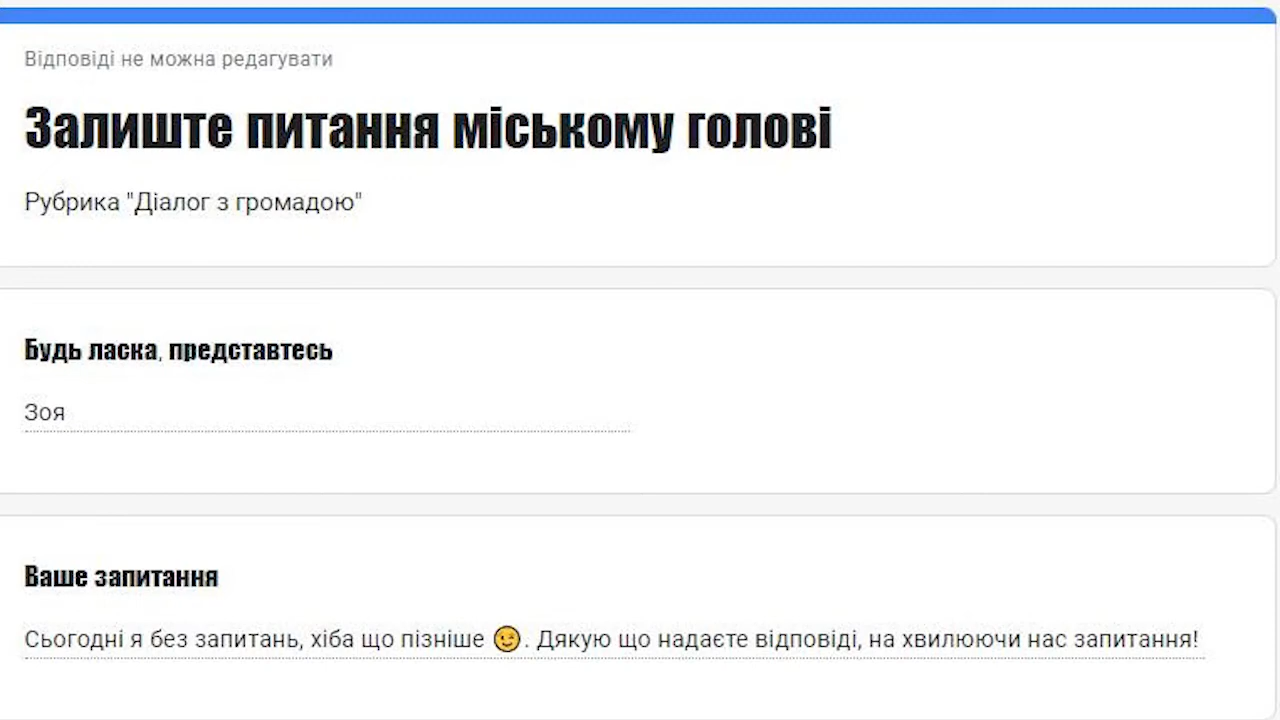 Відповіді не можна редагувати
Залиште питання міському голові
Рубрика "Діалог з громадою"
Будь ласка, представтесь
Зоя
Ваше запитання
Сьогодні я без запитань, хіба що пізніше 😉. Дякую що надаєте відповіді, на хвилюючи нас запитання!